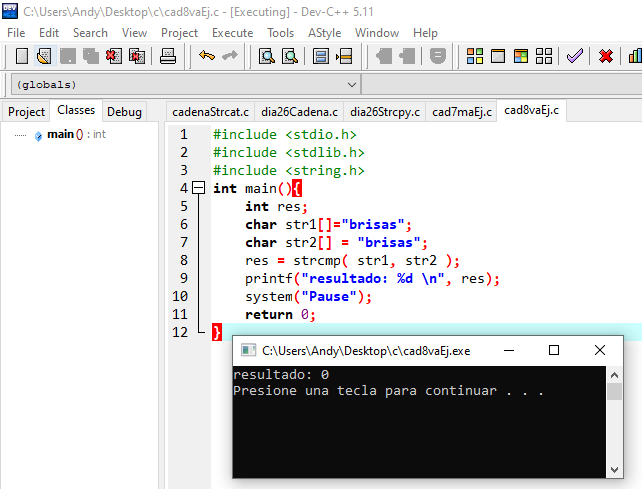 DEV
C:\Users\Andy\Desktop\c\cad8vaEj.c - [Executing] - Dev-C++ 5.11
File Edit Search View Project Execute Tools AStyle Window Help
(globals)
Project Classes Debug
cadenaStrcat.c dia26Cadena.c dia26Strcpy.c cad7maEj.c cad8vaEj.c
main () : int
1 #include <stdio.h>
2 #include <stdlib.h>
3 #include <string.h>
4 int main(){
5 int res;
6 char str1[]="brisas";
7 char str2[] = "brisas";
8 res = strcmp( str1, str2 );
9 printf("resultado: %d \n", res);
10 system("Pause");
11 return 0;
12 }
C:\Users\Andy\Desktop\c\cad8vaEj.exe
resultado: 0
Presione una tecla para continuar . . .